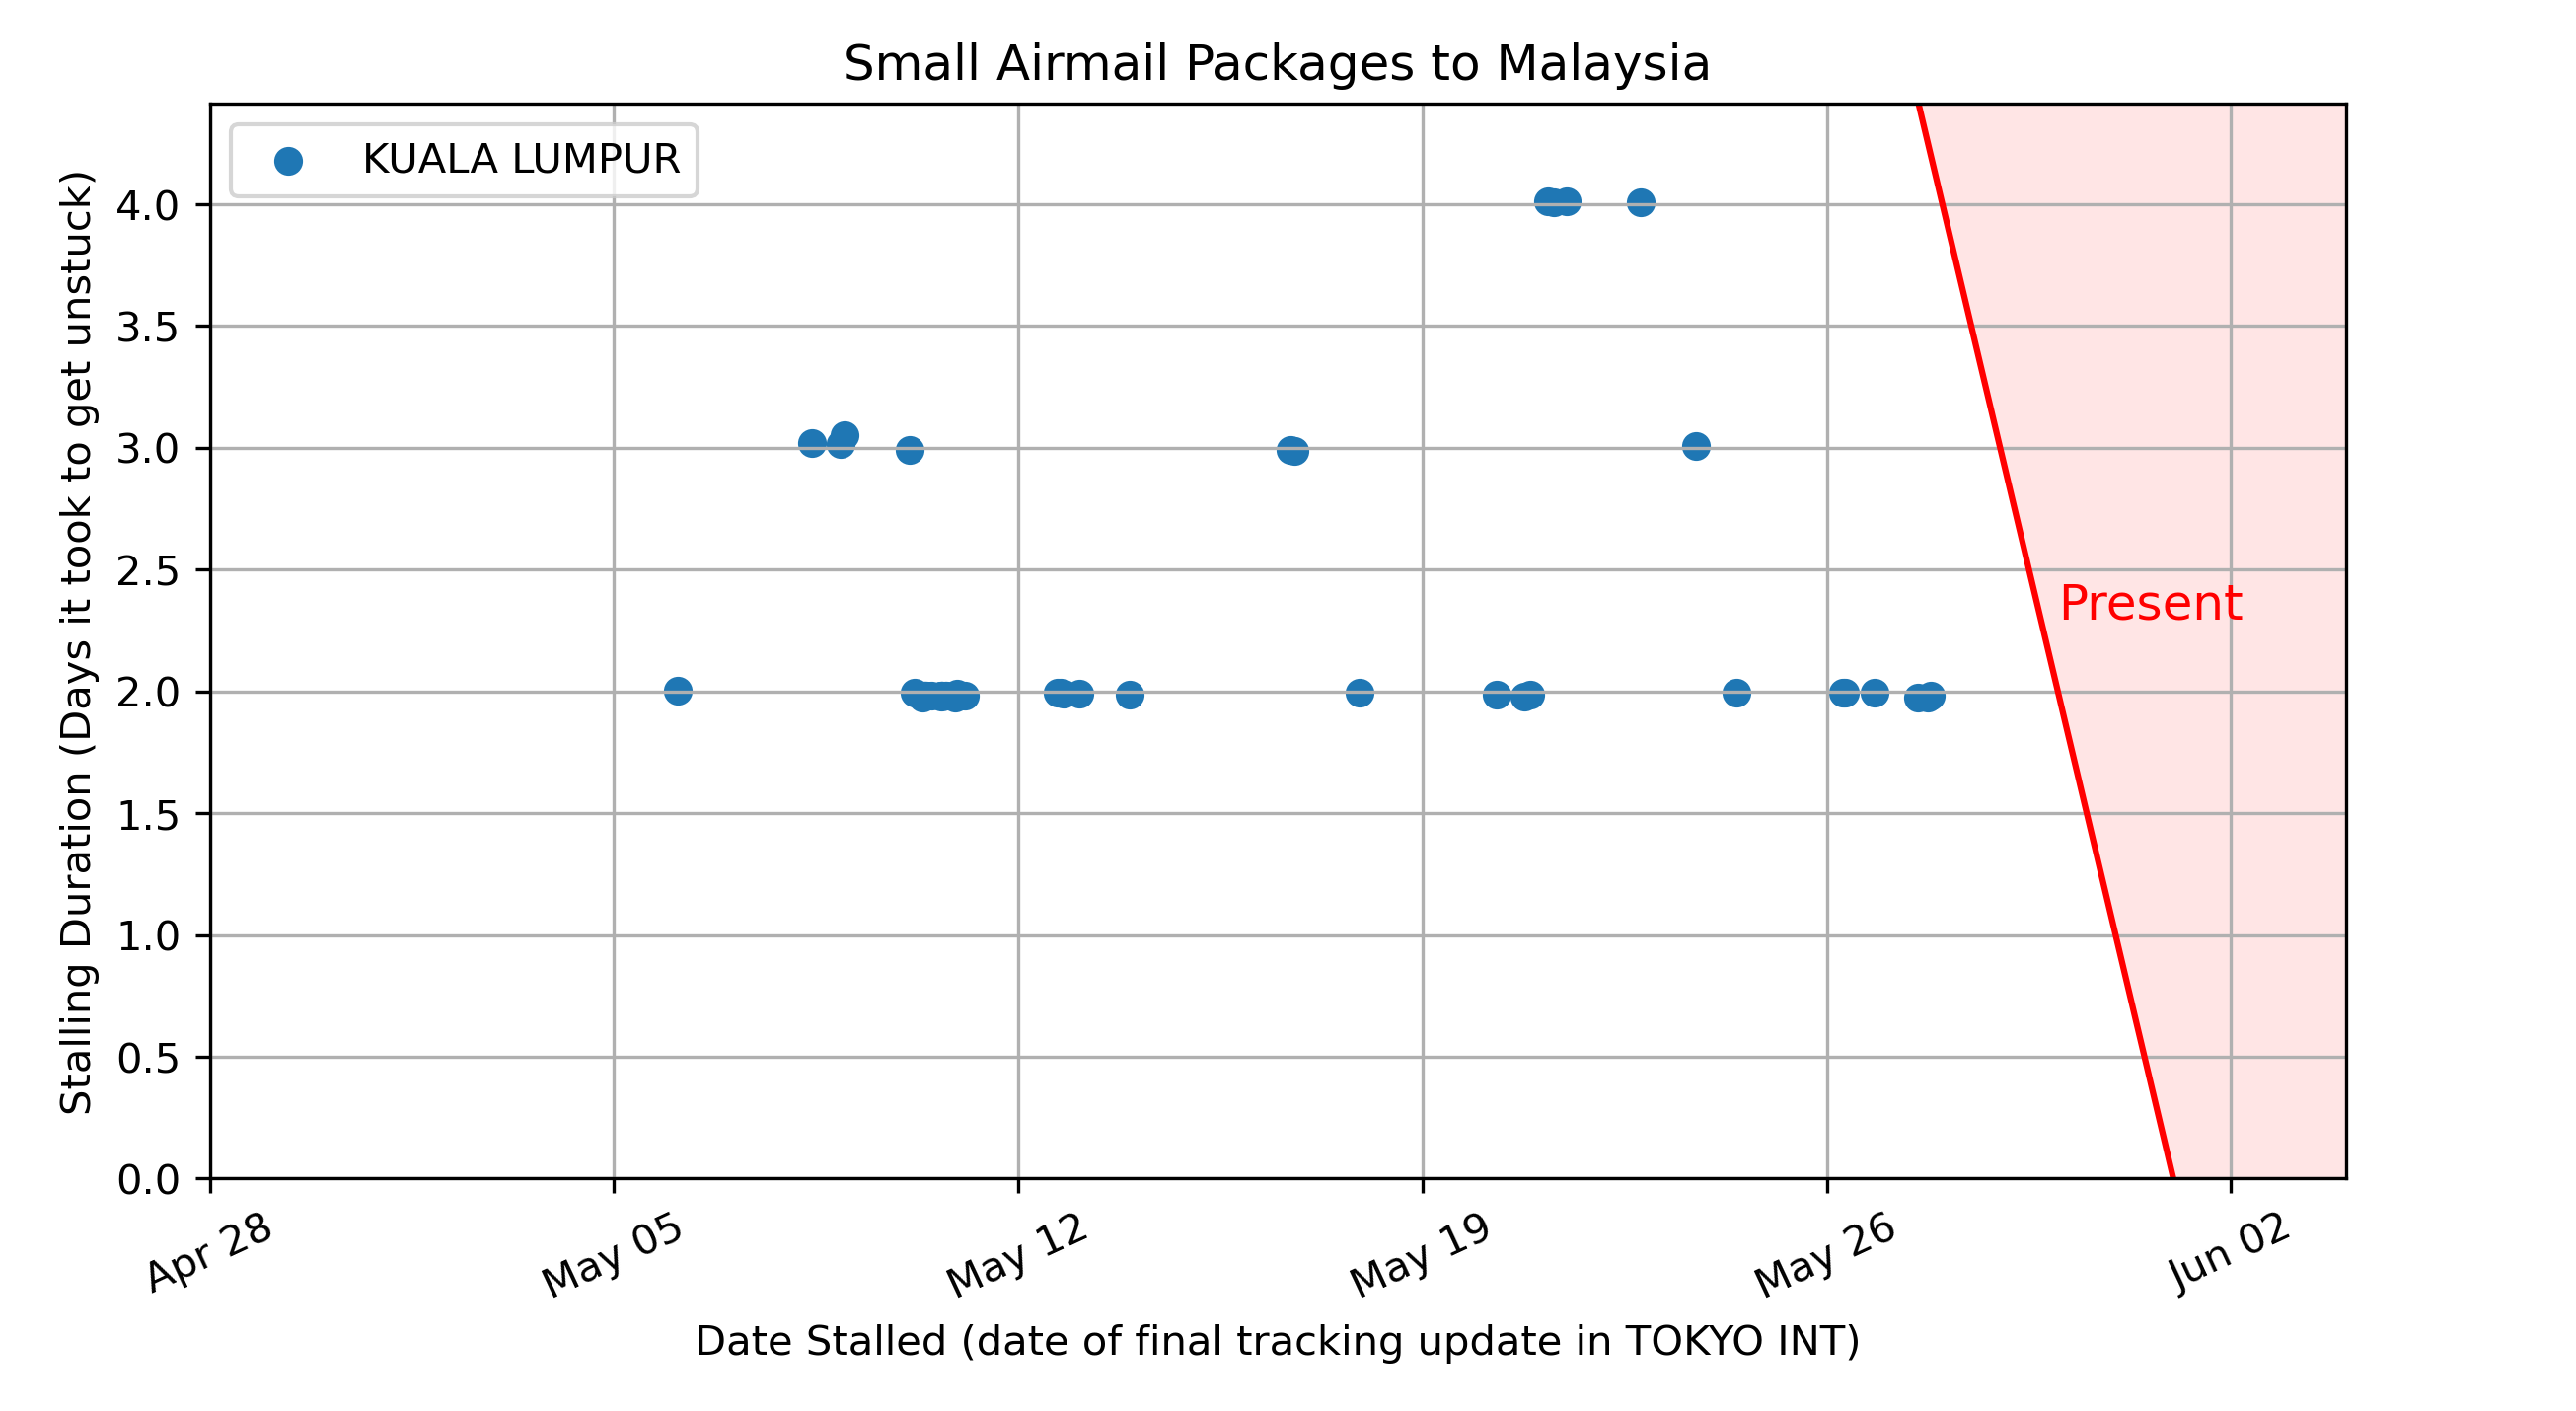 Small Airmail Packages to Malaysia
KUALA LUMPUR
Stalling Duration (Days it took to get unstuck)
4.0
3.5
3.0
2.5
2.0
1.5
1.0
0.5
0.0
Present
Apr 28
May 05
May 12
May 19
May 26
Jun 02
Date Stalled (date of final tracking update in TOKYO INT)